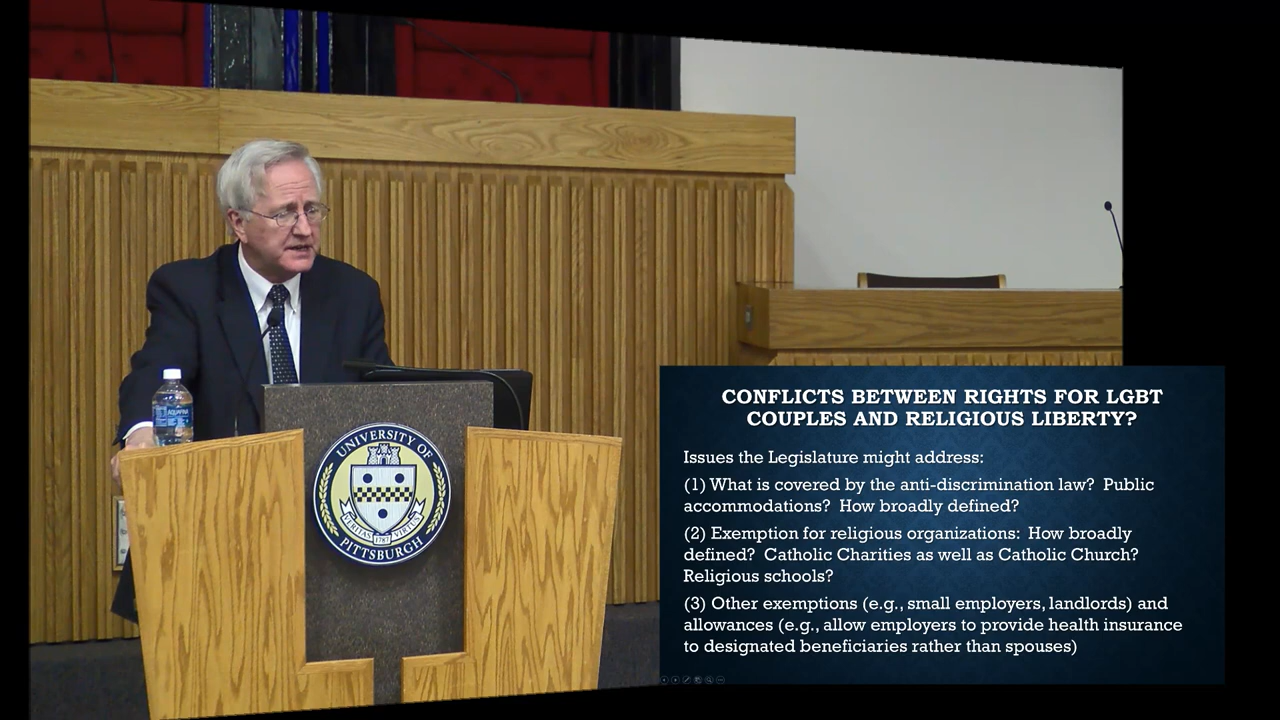 AQUAFINA
UNIVERSITY OF
VERITAS VIRTUS
1787
PITTSBURGH
CONFLICTS BETWEEN RIGHTS FOR LGBT
COUPLES AND RELIGIOUS LIBERTY?
Issues the Legislature might address:
(1) What is covered by the anti-discrimination law? Public
accommodations? How broadly defined?
(2) Exemption for religious organizations: How broadly
defined? Catholic Charities as well as Catholic Church?
Religious schools?
(3) Other exemptions (e.g., small employers, landlords) and
allowances (e.g., allow employers to provide health insurance
to designated beneficiaries rather than spouses)